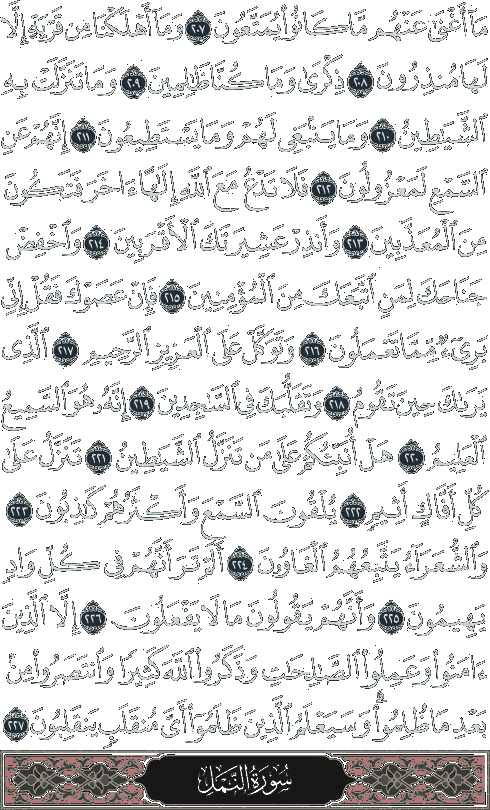 مَآ أَغْنَىٰ عَنْهُم مَّا كَانُوا۟ يُمَتَّعُونَ ٢٠٧ وَمَآ أَهْلَكْنَا مِن قَرْيَةٍ إِلَّا
لَهَا مُنذِرُونَ ٢٠٨ ذِكْرَىٰ وَمَا كُنَّا ظَٰلِمِينَ ٢٠٩ وَمَا تَنَزَّلَتْ بِهِ
ٱلشَّيَٰطِينُ ٢١٠ وَمَا يَنۢبَغِى لَهُمْ وَمَا يَسْتَطِيعُونَ ٢١١ إِنَّهُمْ عَنِ
ٱلسَّمْعِ لَمَعْزُولُونَ ٢١٢ فَلَا تَدْعُ مَعَ ٱللَّهِ إِلَٰهًا ءَاخَرَ فَتَكُونَ
مِنَ ٱلْمُعَذَّبِينَ ٢١٣ وَأَنذِرْ عَشِيرَتَكَ ٱلْأَقْرَبِينَ ٢١٤ وَٱخْفِضْ
جَنَاحَكَ لِمَنِ ٱتَّبَعَكَ مِنَ ٱلْمُؤْمِنِينَ ٢١٥ فَإِنْ عَصَوْكَ فَقُلْ إِنِّى
بَرِىٓءٌ مِّمَّا تَعْمَلُونَ ٢١٦ وَتَوَكَّلْ عَلَى ٱلْعَزِيزِ ٱلرَّحِيمِ ٢١٧ ٱلَّذِى
يَرَىٰكَ حِينَ تَقُومُ ٢١٨ وَتَقَلُّبَكَ فِى ٱلسَّٰجِدِينَ ٢١٩ إِنَّهُۥ هُوَ ٱلسَّمِيعُ
ٱلْعَلِيمُ ٢٢٠ هَلْ أُنَبِّئُكُمْ عَلَىٰ مَن تَنَزَّلُ ٱلشَّيَٰطِينُ ٢٢١ تَنَزَّلُ عَلَىٰ
كُلِّ أَفَّاكٍ أَثِيمٍ ٢٢٢ يُلْقُونَ ٱلسَّمْعَ وَأَكْثَرُهُمْ كَٰذِبُونَ ٢٢٣
وَٱلشُّعَرَآءُ يَتَّبِعُهُمُ ٱلْغَاوُۥنَ ٢٢٤ أَلَمْ تَرَ أَنَّهُمْ فِى كُلِّ وَادٍ
يَهِيمُونَ ٢٢٥ وَأَنَّهُمْ يَقُولُونَ مَا لَا يَفْعَلُونَ ٢٢٦ إِلَّا ٱلَّذِينَ
ءَامَنُوا۟ وَعَمِلُوا۟ ٱلصَّٰلِحَٰتِ وَذَكَرُوا۟ ٱللَّهَ كَثِيرًا وَٱنتَصَرُوا۟ مِنۢ
بَعْدِ مَا ظُلِمُوا۟ وَسَيَعْلَمُ ٱلَّذِينَ ظَلَمُوٓا۟ أَىَّ مُنقَلَبٍ يَنقَلِبُونَ ٢٢٧
سُورَةُ النَّمْلِ